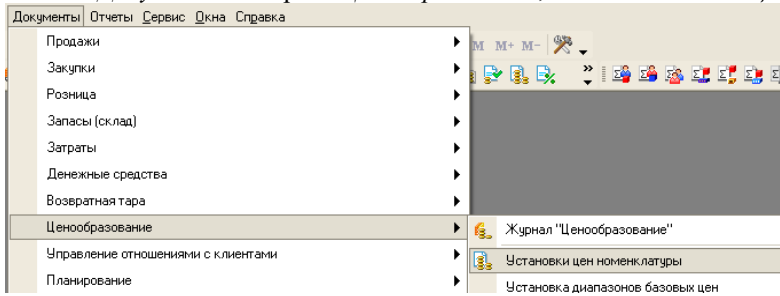 Документы Отчеты Сервис Окна Справка
Продажи
M M+ M-
Закупки
Розница
Запасы (склад)
Затраты
Денежные средства
Возвратная тара
Ценообразование
Журнал "Ценообразование"
Управление отношениями с клиентами
Установки цен номенклатуры
Планирование
Установка диапазонов базовых цен